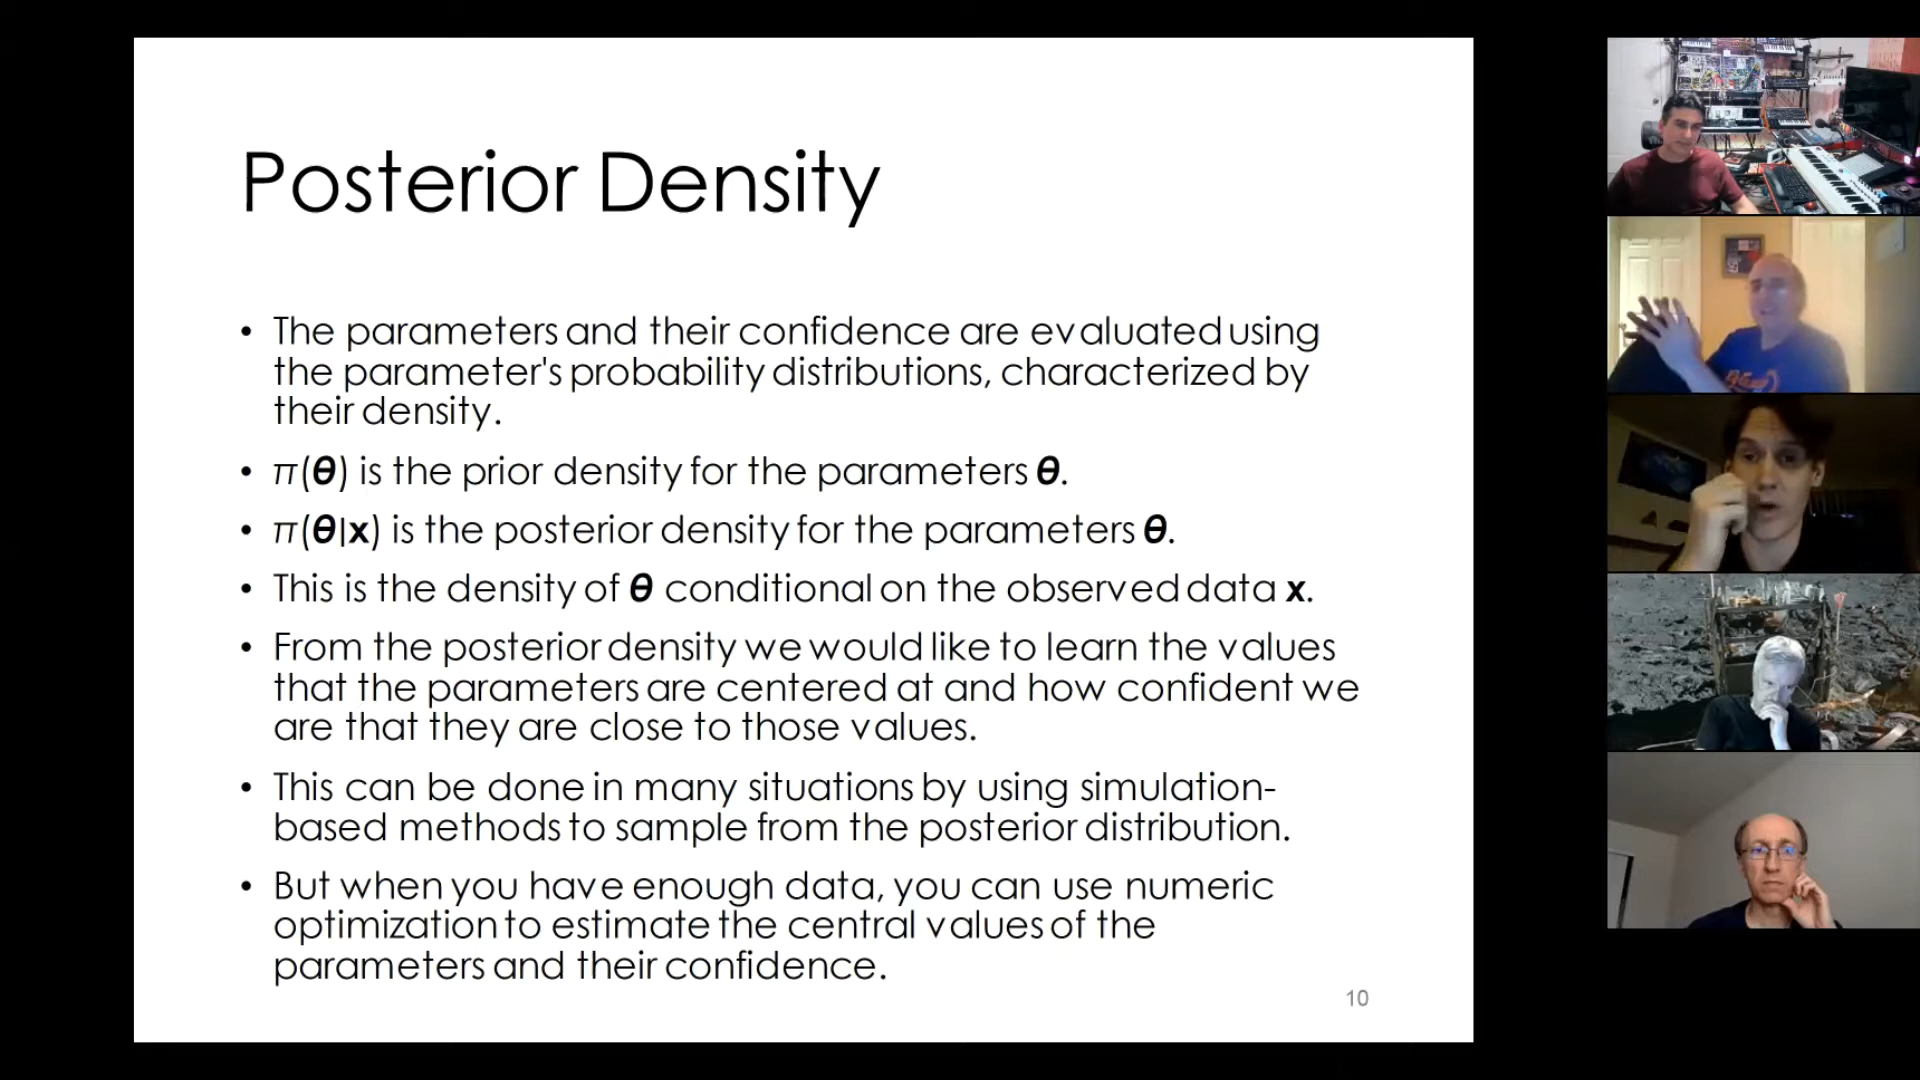 Posterior Density
• The parameters and their confidence are evaluated using
the parameter's probability distributions, characterized by
their density.
• π(θ) is the prior density for the parameters θ.
• π(θ|x) is the posterior density for the parameters θ.
• This is the density of θ conditional on the observed data x.
• From the posterior density we would like to learn the values
that the parameters are centered at and how confident we
are that they are close to those values.
• This can be done in many situations by using simulation-
based methods to sample from the posterior distribution.
• But when you have enough data, you can use numeric
optimization to estimate the central values of the
parameters and their confidence.
10